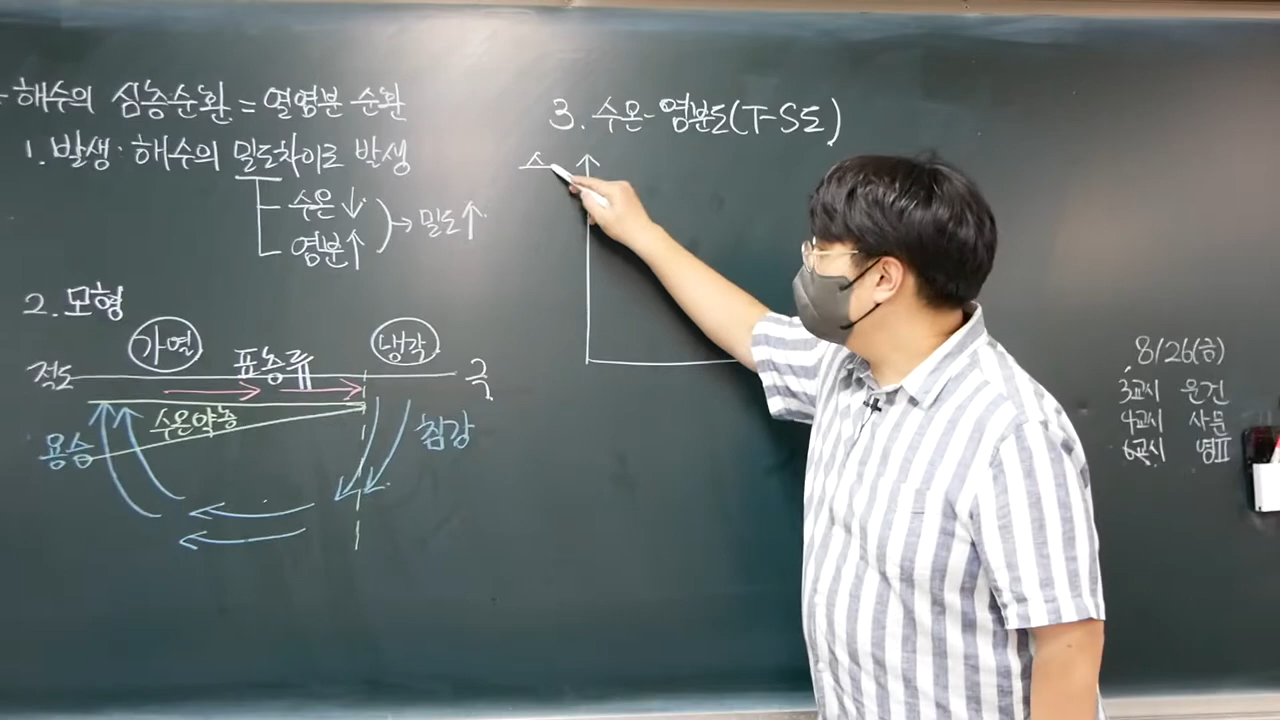 해수의 심층순환 = 열염분 순환
1. 발생 : 해수의 밀도차이로 발생
수온↓
염분↑
→ 밀도↑
2. 모형
가열
냉각
적도
표층류
극
수온약층
용승
침강
3. 수온-염분도(T-S도)
수
8/26(금)
3교시 운건
4교시 사문
6교시 명II